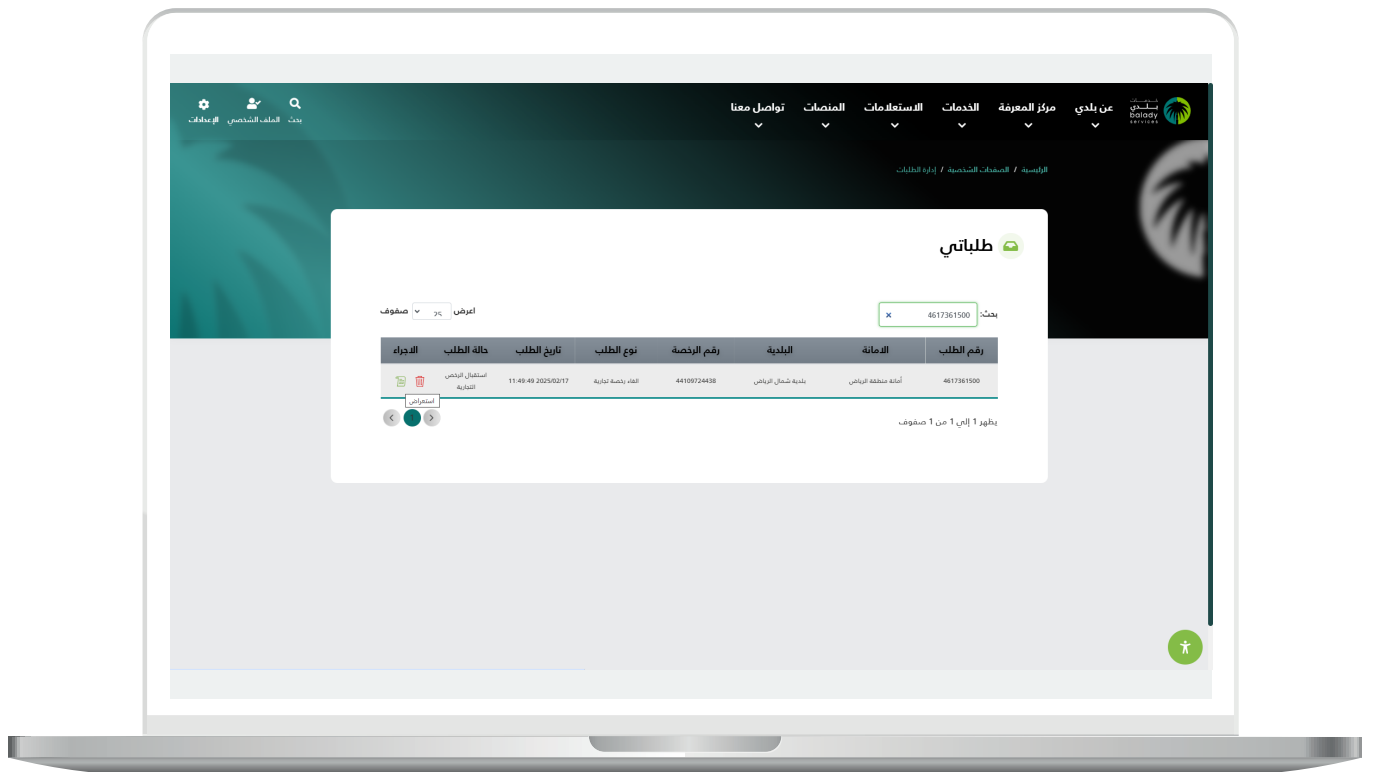 خدمات
بلدي
balady
services
عن بلدي
مركز المعرفة
الخدمات
الاستعلامات
المنصات
تواصل معنا
بحث
الملف الشخصي
الإعدادات
الرئيسية / الصفحات الشخصية / إدارة الطلبات
طلباتي
بحث: 4617361500 ×
اعرض 25 صفوف
رقم الطلب الامانة البلدية رقم الرخصة نوع الطلب تاريخ الطلب حالة الطلب الاجراء
4617361500 أمانة منطقة الرياض بلدية شمال الرياض 44109724438 الغاء رخصة تجارية 2025/02/17 11:49:49 استقبال الرخص
التجارية
استعراض
يظهر 1 إلى 1 من 1 صفوف
1